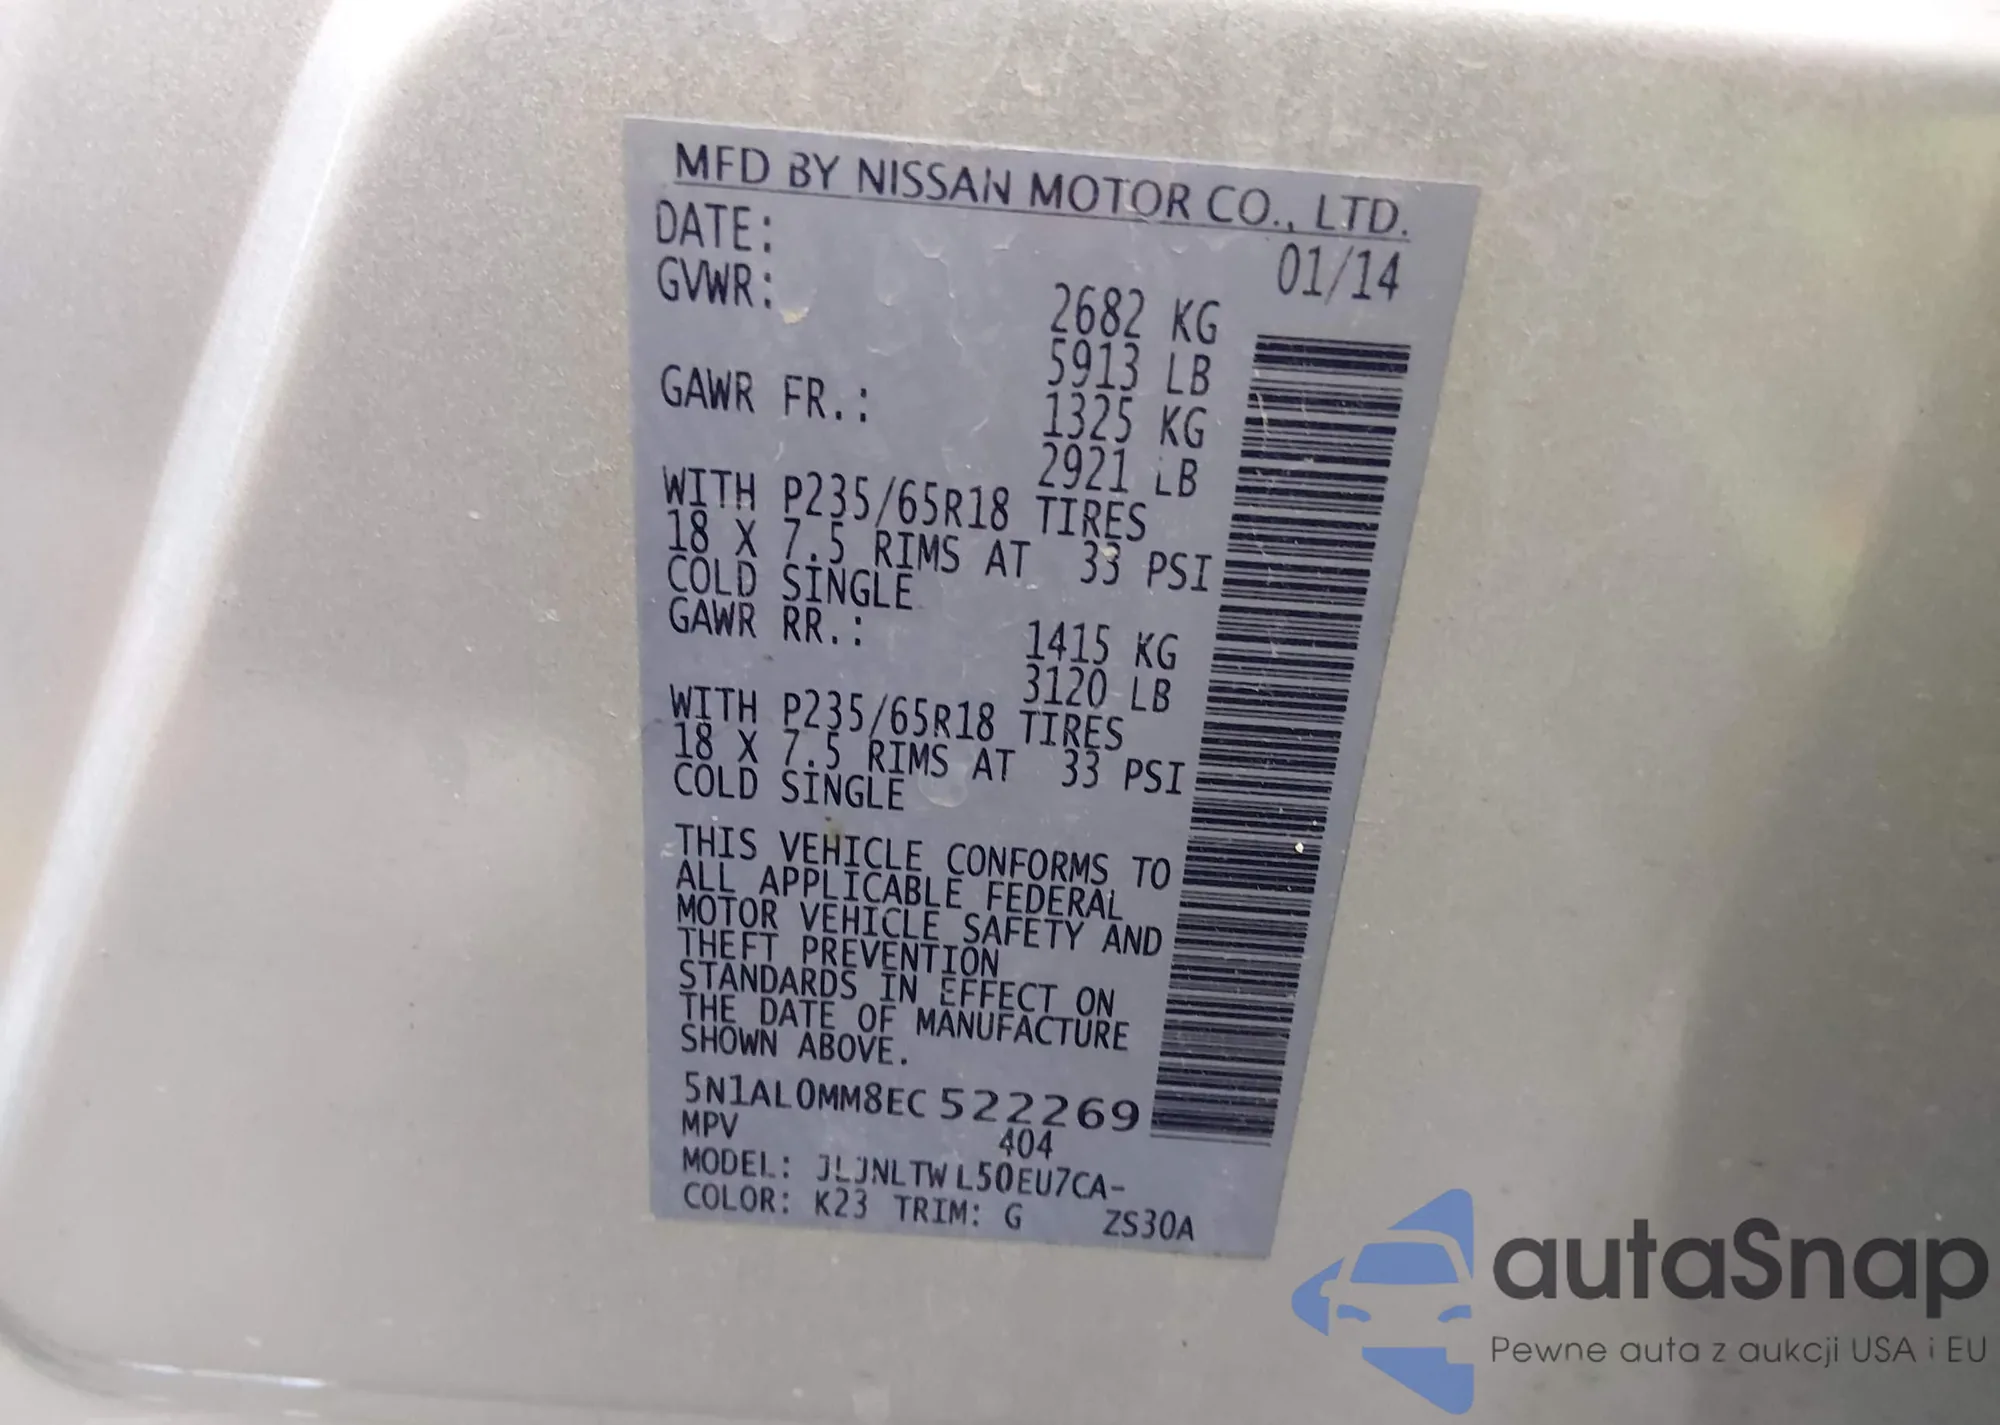 MFD BY NISSAN MOTOR CO., LTD.
DATE: 01/14
GVWR: 2682 KG
5913 LB
GAWR FR.: 1325 KG
2921 LB
WITH P235/65R18 TIRES
18 X 7.5 RIMS AT 33 PSI
COLD SINGLE
GAWR RR.: 1415 KG
3120 LB
WITH P235/65R18 TIRES
18 X 7.5 RIMS AT 33 PSI
COLD SINGLE
THIS VEHICLE CONFORMS TO
ALL APPLICABLE FEDERAL
MOTOR VEHICLE SAFETY AND
THEFT PREVENTION
STANDARDS IN EFFECT ON
THE DATE OF MANUFACTURE
SHOWN ABOVE.
5N1AL0MM8EC 522269
MPV 404
MODEL: JLJNLTW L50EU7CA-
COLOR: K23 TRIM: G ZS30A
autaSnap
Pewne auta z aukcji USA i EU